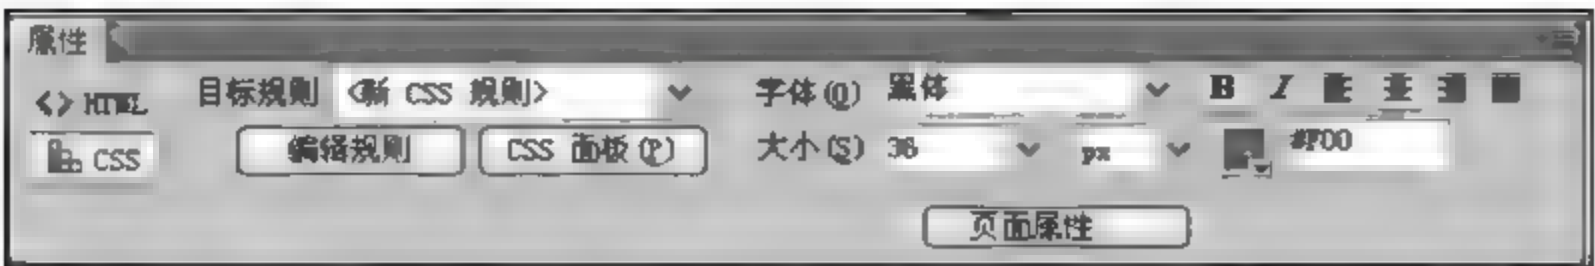 属性
<> HTML 目标规则 <新 CSS 规则> 字体(O) 黑体 B I
CSS 编辑规则 CSS 面板(P) 大小(S) 36 px #F00
页面属性